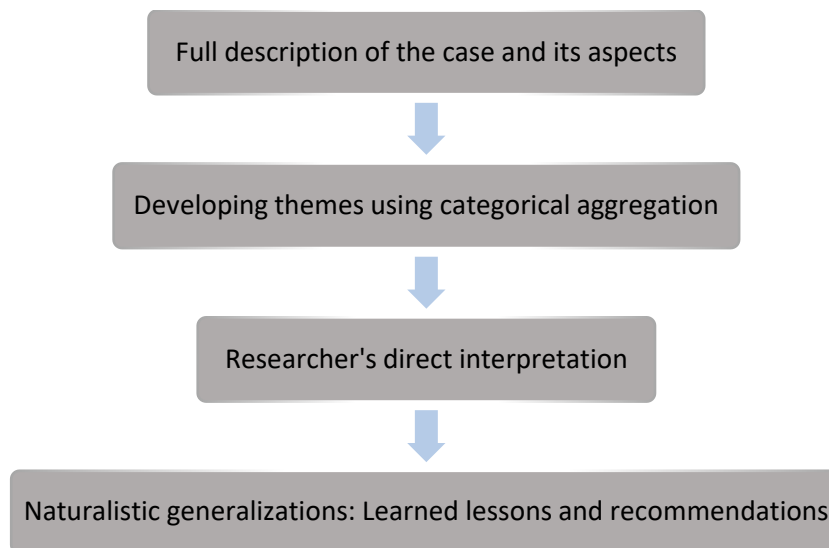 Full description of the case and its aspects
Developing themes using categorical aggregation
Researcher's direct interpretation
Naturalistic generalizations: Learned lessons and recommendations